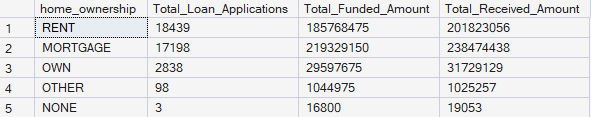 home_ownership Total_Loan_Applications Total_Funded_Amount Total_Received_Amount
1 RENT 18439 185768475 201823056
2 MORTGAGE 17198 219329150 238474438
3 OWN 2838 29597675 31729129
4 OTHER 98 1044975 1025257
5 NONE 3 16800 19053